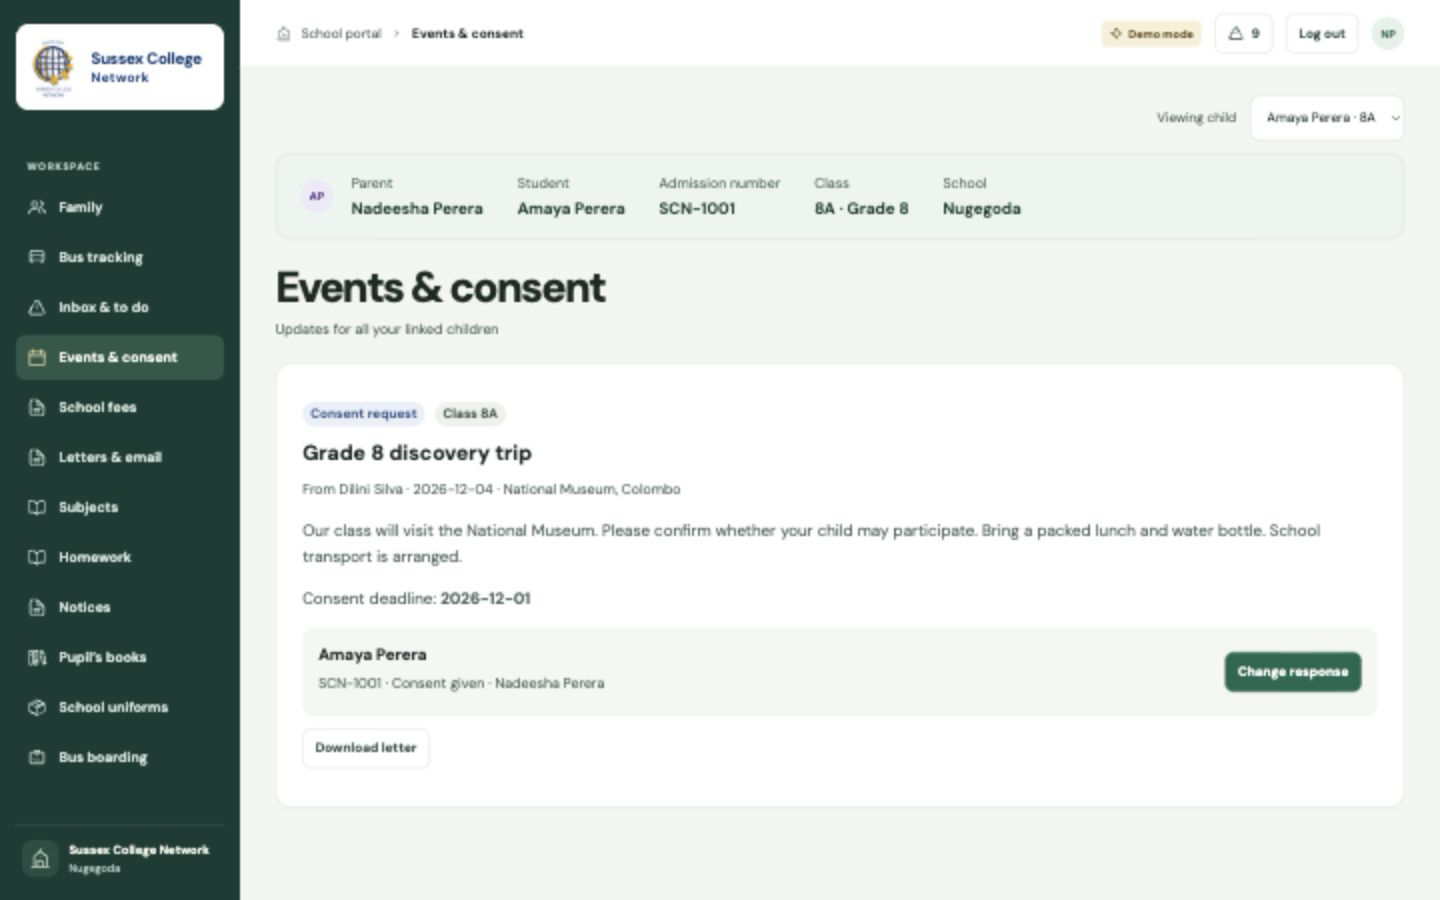 Sussex College
Network
WORKSPACE
Family
Bus tracking
Inbox & to do
Events & consent
School fees
Letters & email
Subjects
Homework
Notices
Pupil's books
School uniforms
Bus boarding
Sussex College Network
Nugegoda
School portal › Events & consent
Demo mode
9
Log out
NP
Viewing child
Amaya Perera · 8A
AP
Parent
Nadeesha Perera
Student
Amaya Perera
Admission number
SCN-1001
Class
8A · Grade 8
School
Nugegoda
Events & consent
Updates for all your linked children
Consent request
Class 8A
Grade 8 discovery trip
From Dilini Silva · 2026-12-04 · National Museum, Colombo
Our class will visit the National Museum. Please confirm whether your child may participate. Bring a packed lunch and water bottle. School
transport is arranged.
Consent deadline: 2026-12-01
Amaya Perera
SCN-1001 · Consent given · Nadeesha Perera
Change response
Download letter